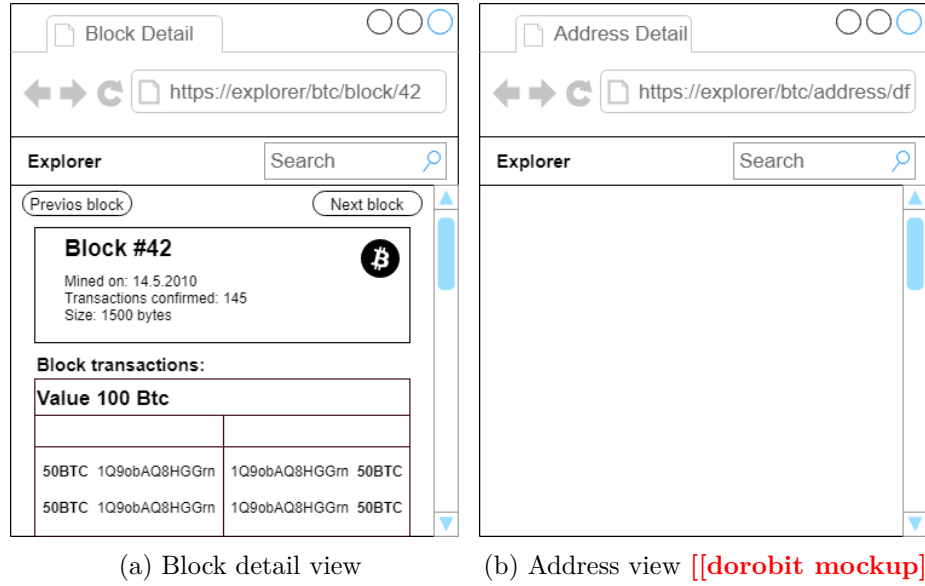 Block Detail
https://explorer/btc/block/42
Explorer
Search
Previos block
Next block
Block #42
Mined on: 14.5.2010
Transactions confirmed: 145
Size: 1500 bytes
Block transactions:
Value 100 Btc
50BTC 1Q9obAQ8HGGrn 1Q9obAQ8HGGrn 50BTC
50BTC 1Q9obAQ8HGGrn 1Q9obAQ8HGGrn 50BTC
(a) Block detail view
Address Detail
https://explorer/btc/address/df
Explorer
Search
(b) Address view [[dorobit mockup]